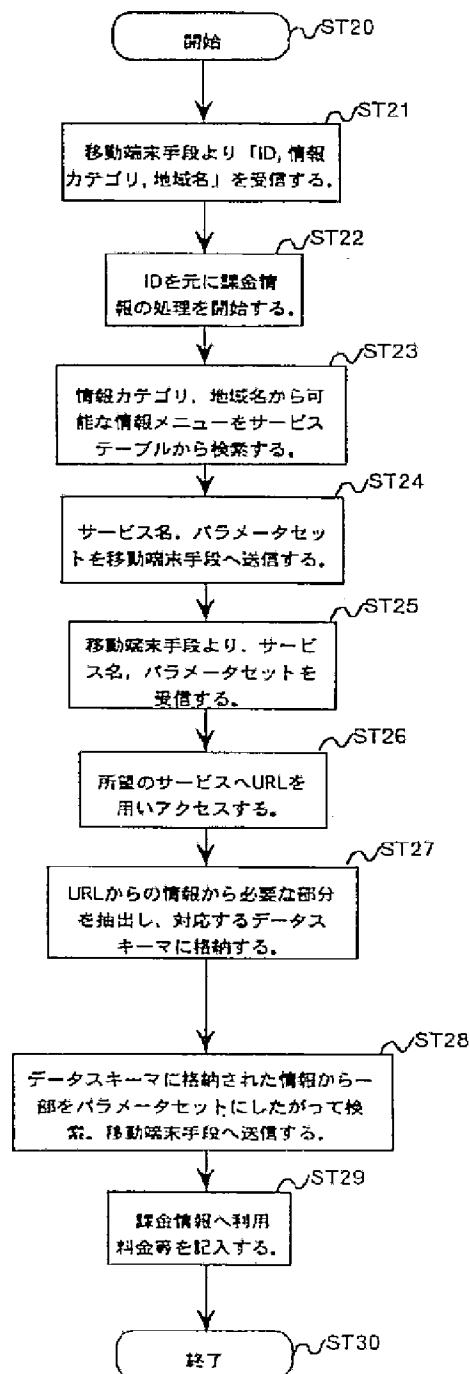 開始
ST20
ST21
移動端末手段より「ID, 情報
カテゴリ, 地域名」を受信する。
ST22
IDを元に課金情
報の処理を開始する。
ST23
情報カテゴリ, 地域名から可
能な情報メニューをサービス
テーブルから検索する。
ST24
サービス名, パラメータセッ
トを移動端末手段へ送信する。
ST25
移動端末手段より, サービ
ス名, パラメータセットを
受信する。
ST26
所望のサービスへURLを
用いアクセスする。
ST27
URLからの情報から必要な部分
を抽出し、対応するデータス
キーマに格納する。
ST28
データスキーマに格納された情報から一
部をパラメータセットにしたがって検
索。移動端末手段へ送信する。
ST29
課金情報へ利用
料金等を記入する。
終了
ST30